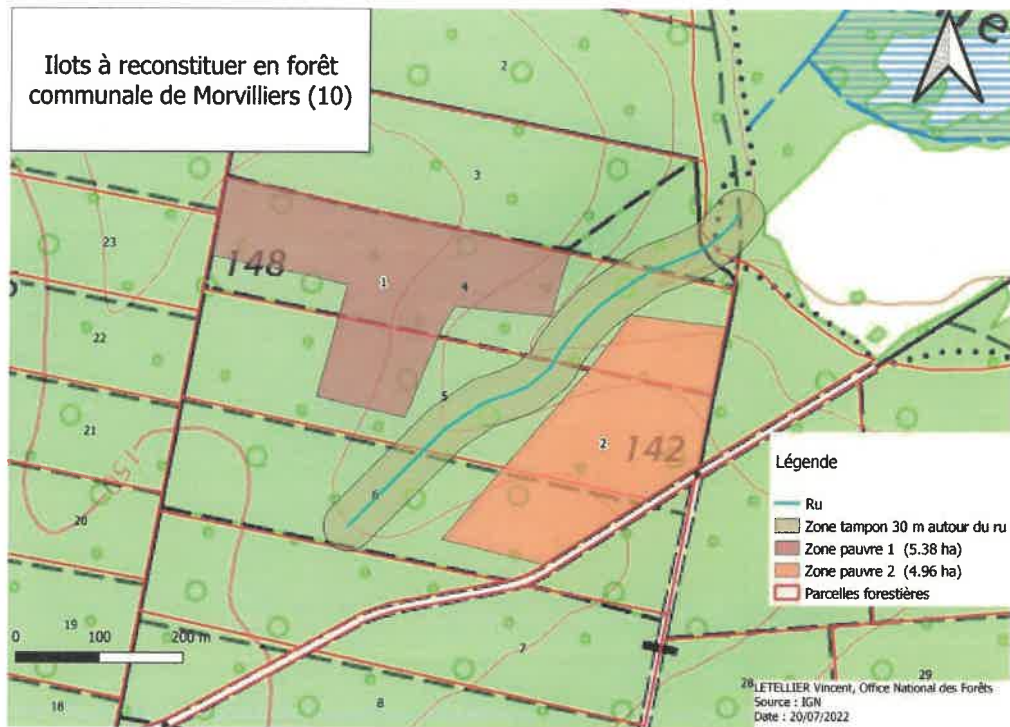 Ilots à reconstituer en forêt
communale de Morvilliers (10)
2
3
23
148
1
4
22
5
21
2
142
150
6
20
Légende
Ru
Zone tampon 30 m autour du ru
Zone pauvre 1 (5.38 ha)
Zone pauvre 2 (4.96 ha)
Parcelles forestières
19
0 100 200 m
7
18
8
28
29
LETELLIER Vincent, Office National des Forêts
Source : IGN
Date : 20/07/2022